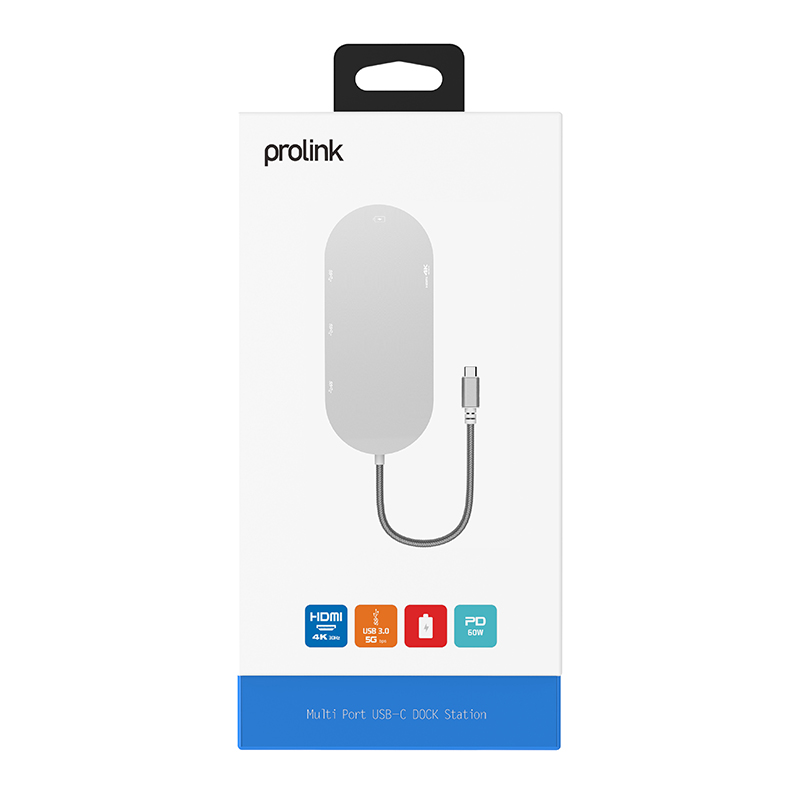 prolink
HDMI
4K 30Hz
USB 3.0
5G bps
PD
60W
Multi Port USB-C DOCK Station